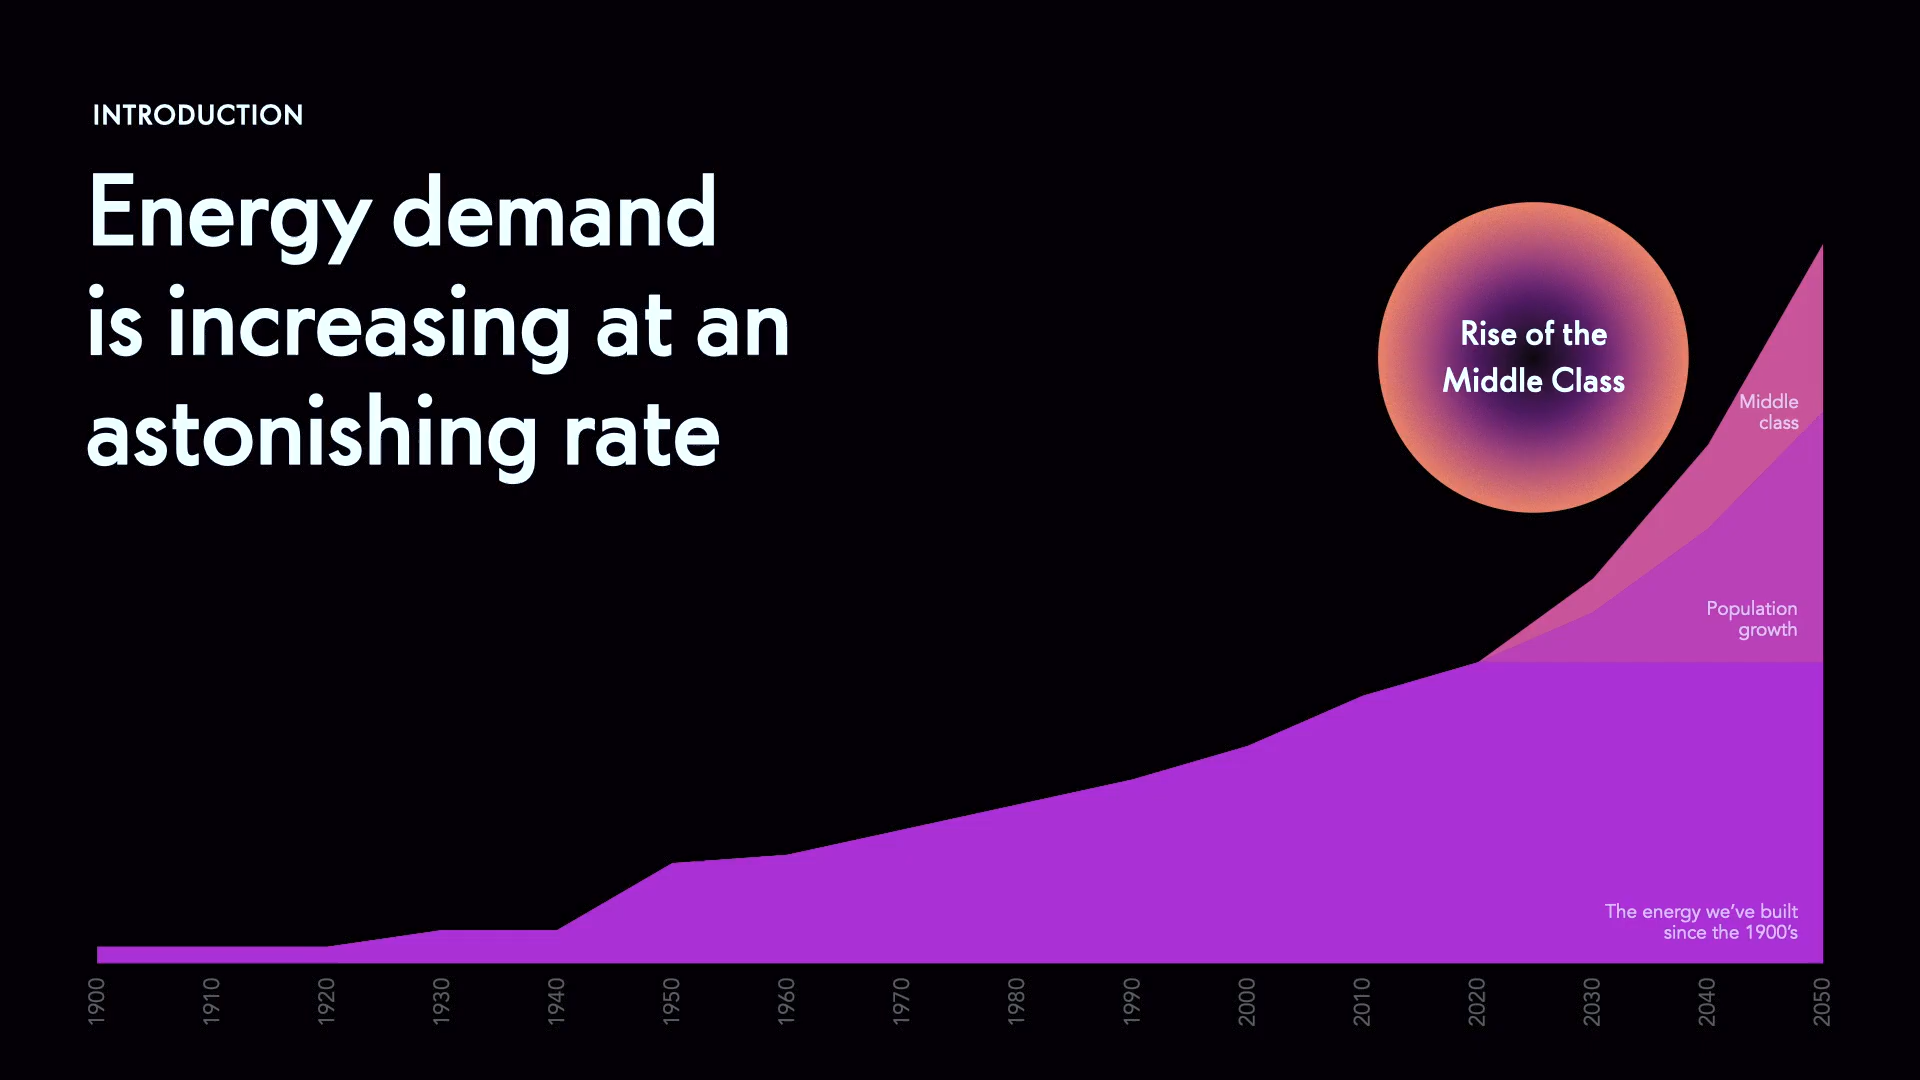 INTRODUCTION
Energy demand
is increasing at an
astonishing rate
Rise of the
Middle Class
Middle
class
Population
growth
The energy we’ve built
since the 1900’s
1900 1910 1920 1930 1940 1950 1960 1970 1980 1990 2000 2010 2020 2030 2040 2050